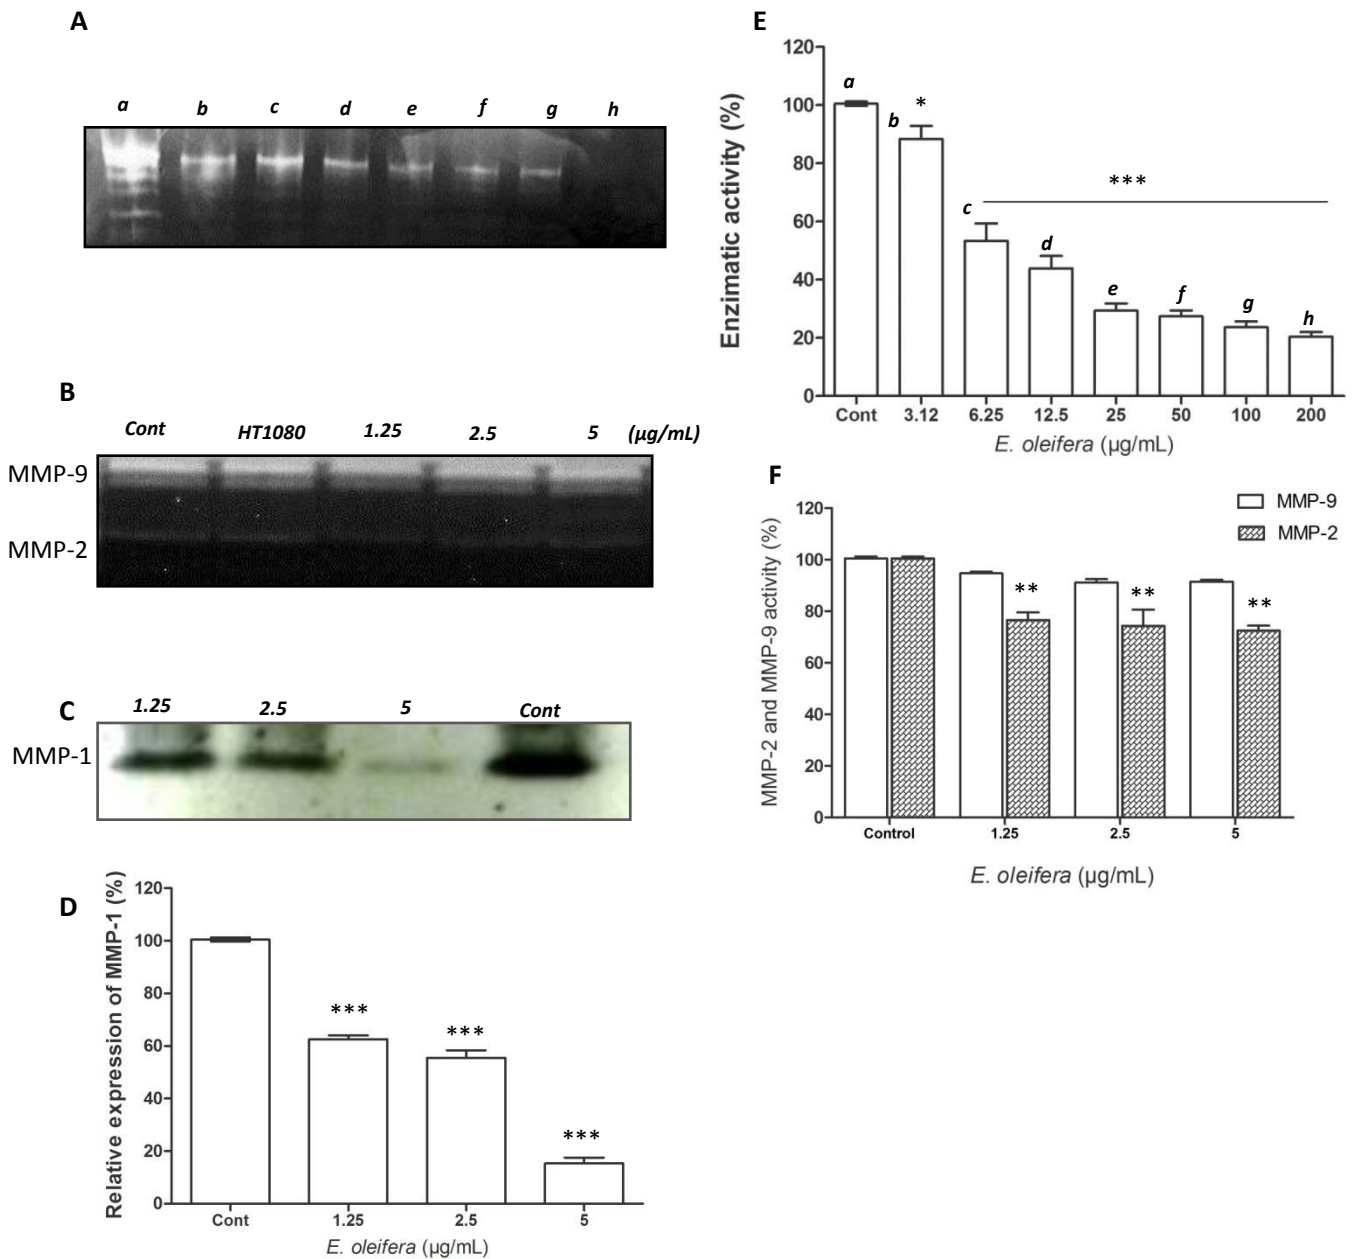 A
a b c d e f g h
B
Cont HT1080 1.25 2.5 5 (µg/mL)
MMP-9
MMP-2
C
1.25 2.5 5 Cont
MMP-1
D
Relative expression of MMP-1 (%)
120
100
80
60
40
20
0
***
***
***
Cont 1.25 2.5 5
E. oleifera (µg/mL)
E
Enzimatic activity (%)
120
100
80
60
40
20
0
a
b
*
c
***
d
e
f
g
h
Cont 3.12 6.25 12.5 25 50 100 200
E. oleifera (µg/mL)
F
MMP-2 and MMP-9 activity (%)
120
100
80
60
40
20
0
MMP-9
MMP-2
**
**
**
Control 1.25 2.5 5
E. oleifera (µg/mL)